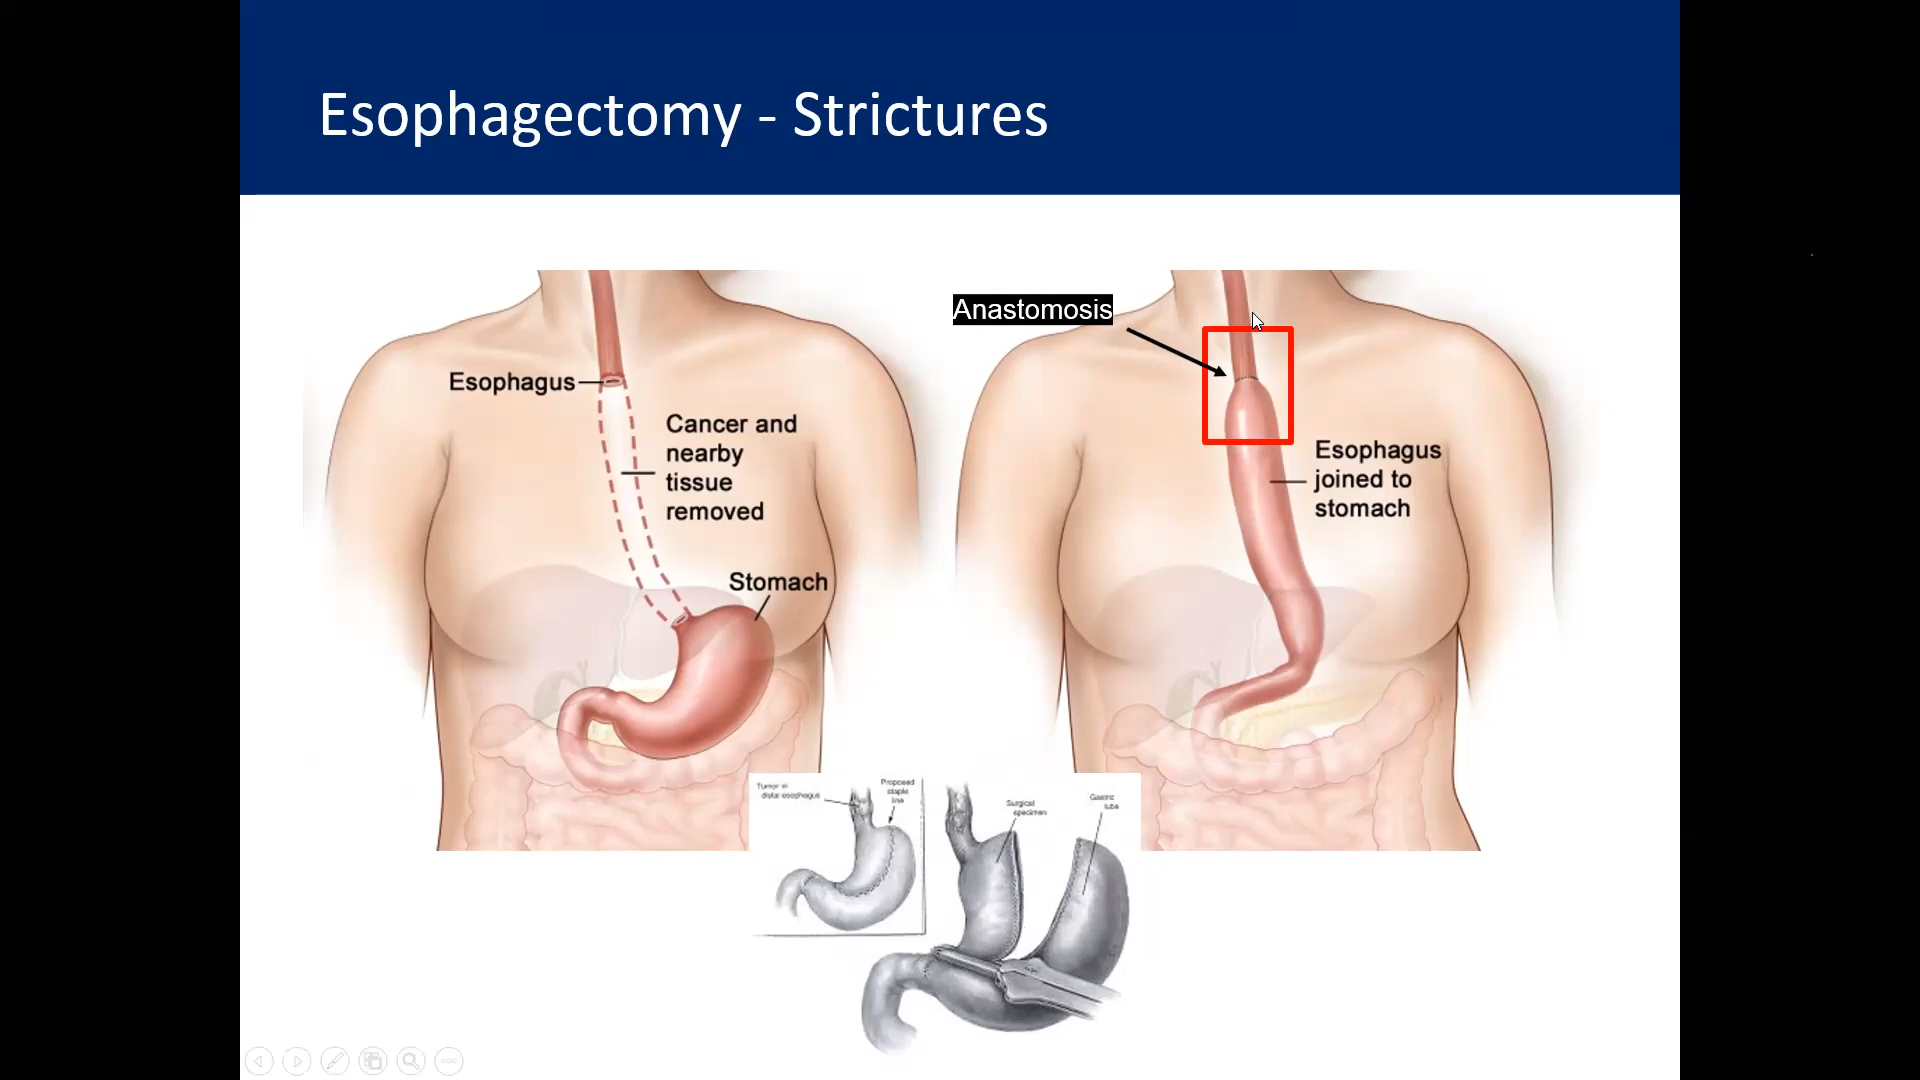 Esophagectomy - Strictures
Esophagus
Cancer and
nearby
tissue
removed
Stomach
Anastomosis
Esophagus
joined to
stomach
Tumor in
distal esophagus
Proposed
staple
line
Surgical
specimen
Gastric
tube